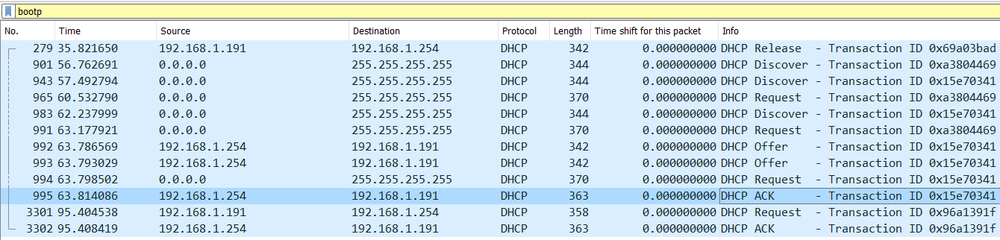 bootp
No. Time Source Destination Protocol Length Time shift for this packet Info
279 35.821650 192.168.1.191 192.168.1.254 DHCP 342 0.000000000 DHCP Release - Transaction ID 0x69a03bad
901 56.762691 0.0.0.0 255.255.255.255 DHCP 344 0.000000000 DHCP Discover - Transaction ID 0xa3804469
943 57.492794 0.0.0.0 255.255.255.255 DHCP 344 0.000000000 DHCP Discover - Transaction ID 0x15e70341
965 60.532790 0.0.0.0 255.255.255.255 DHCP 370 0.000000000 DHCP Request - Transaction ID 0xa3804469
983 62.237999 0.0.0.0 255.255.255.255 DHCP 344 0.000000000 DHCP Discover - Transaction ID 0x15e70341
991 63.177921 0.0.0.0 255.255.255.255 DHCP 370 0.000000000 DHCP Request - Transaction ID 0xa3804469
992 63.786569 192.168.1.254 192.168.1.191 DHCP 342 0.000000000 DHCP Offer - Transaction ID 0x15e70341
993 63.793029 192.168.1.254 192.168.1.191 DHCP 342 0.000000000 DHCP Offer - Transaction ID 0x15e70341
994 63.798502 0.0.0.0 255.255.255.255 DHCP 370 0.000000000 DHCP Request - Transaction ID 0x15e70341
995 63.814086 192.168.1.254 192.168.1.191 DHCP 363 0.000000000 DHCP ACK - Transaction ID 0x15e70341
3301 95.404538 192.168.1.191 192.168.1.254 DHCP 358 0.000000000 DHCP Request - Transaction ID 0x96a1391f
3302 95.408419 192.168.1.254 192.168.1.191 DHCP 363 0.000000000 DHCP ACK - Transaction ID 0x96a1391f